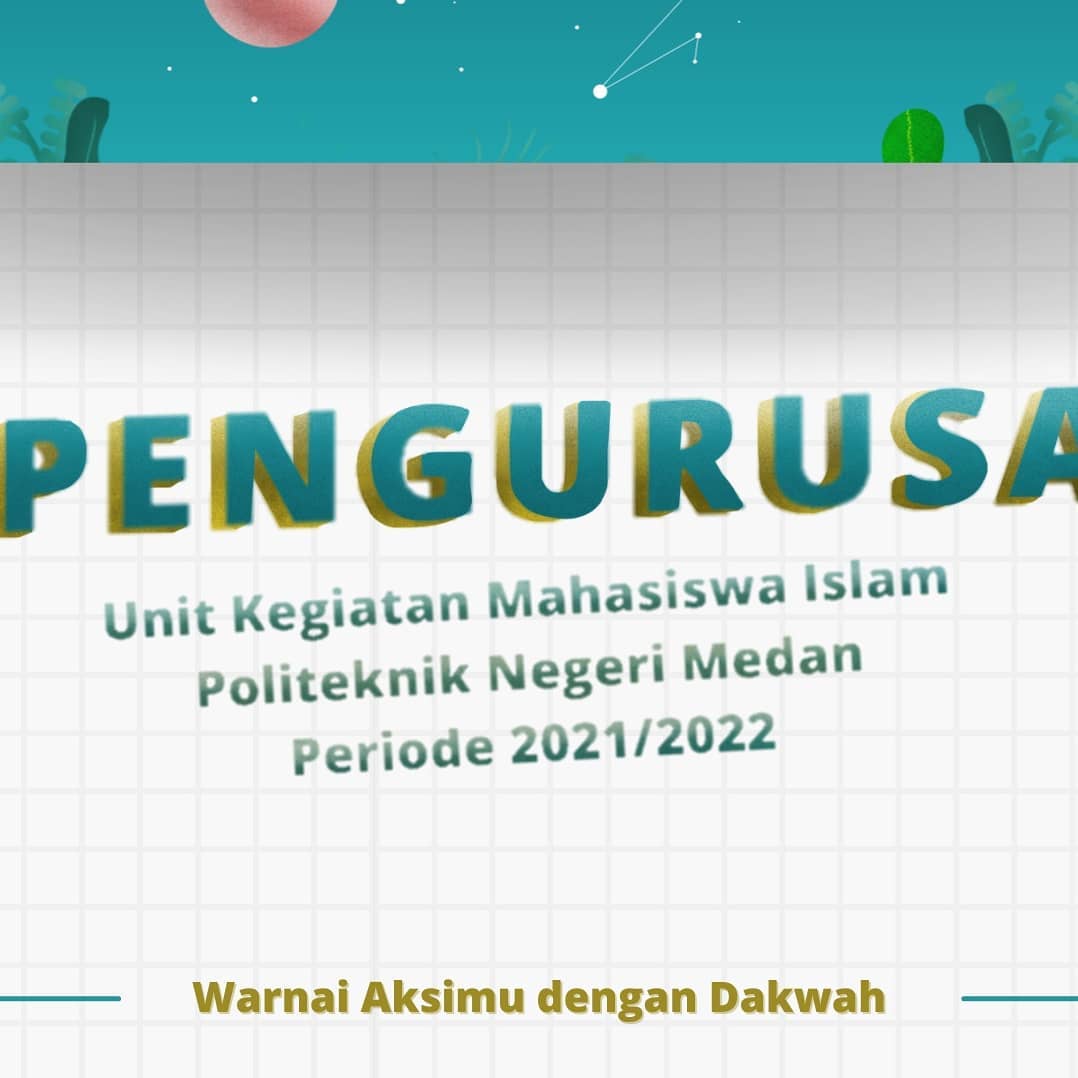 PENGURUSA
Unit Kegiatan Mahasiswa Islam
Politeknik Negeri Medan
Periode 2021/2022
Warnai Aksimu dengan Dakwah